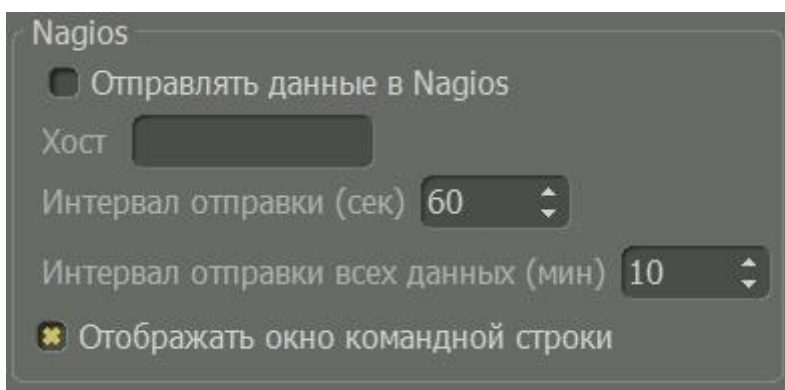 Nagios
Отправлять данные в Nagios
Хост
Интервал отправки (сек) 60
Интервал отправки всех данных (мин) 10
Отображать окно командной строки